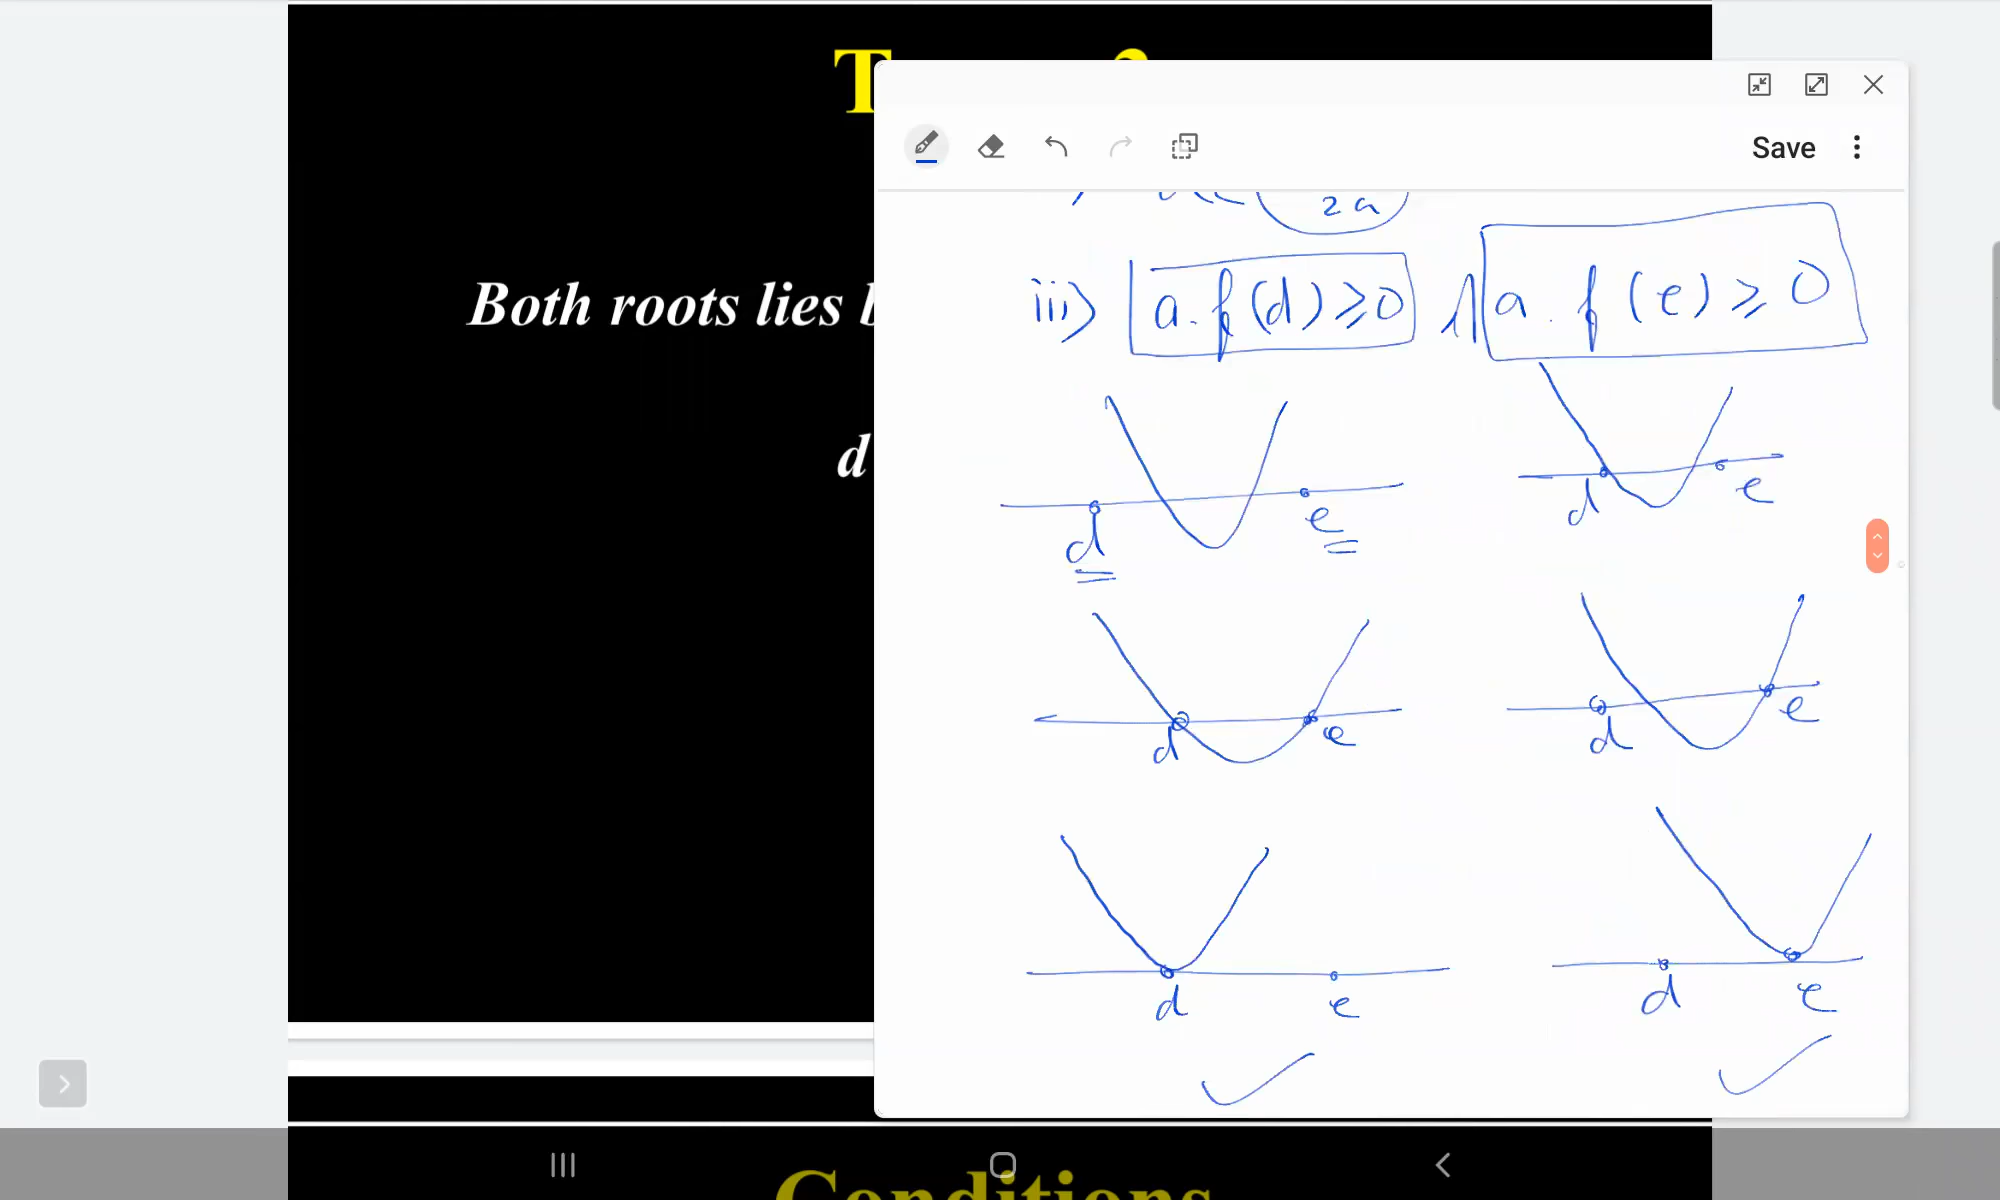 Save
2a
Both roots lies
iii) a.f(d)≥0 a.f(e)≥0
d
d e
d e
d e
d e
d e
d e
Conditions